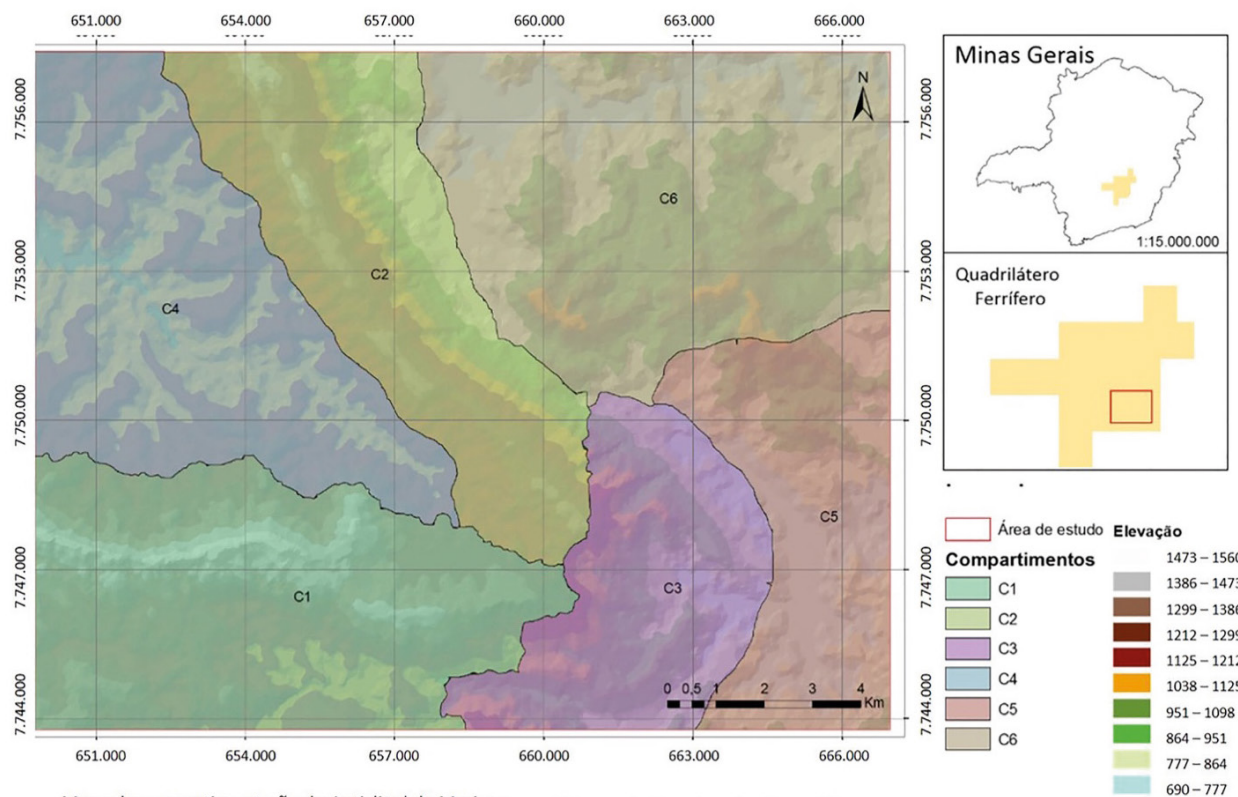 651.000 654.000 657.000 660.000 663.000 666.000
7.756.000 7.756.000
7.753.000 7.753.000
7.750.000 7.750.000
7.747.000 7.747.000
7.744.000 7.744.000
N
C6
C2
C4
C5
C3
C1
0 0,5 1 2 3 4
Km
651.000 654.000 657.000 660.000 663.000 666.000
Minas Gerais
1:15.000.000
Quadrilátero
Ferrífero
Área de estudo
Compartimentos
C1
C2
C3
C4
C5
C6
Elevação
1473 – 1560
1386 – 1473
1299 – 1386
1212 – 1299
1125 – 1212
1038 – 1125
951 – 1098
864 – 951
777 – 864
690 – 777